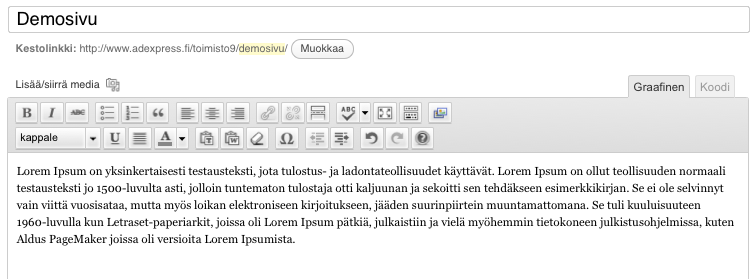 Demosivu
Kestolinkki: http://www.adexpress.fi/toimisto9/demosivu/ Muokkaa
Lisää/siirrä media
Graafinen Koodi
B I ABC ABC
kappale U A T W Ω ?
Lorem Ipsum on yksinkertaisesti testausteksti, jota tulostus- ja ladontateollisuudet käyttävät. Lorem Ipsum on ollut teollisuuden normaali
testausteksti jo 1500-luvulta asti, jolloin tuntematon tulostaja otti kaljuunan ja sekoitti sen tehdäkseen esimerkkikirjan. Se ei ole selvinnyt
vain viittä vuosisataa, mutta myös loikan elektroniseen kirjoitukseen, jääden suurinpiirtein muuntamattomana. Se tuli kuuluisuuteen
1960-luvulla kun Letraset-paperiarkit, joissa oli Lorem Ipsum pätkiä, julkaistiin ja vielä myöhemmin tietokoneen julkistusohjelmissa, kuten
Aldus PageMaker joissa oli versioita Lorem Ipsumista.